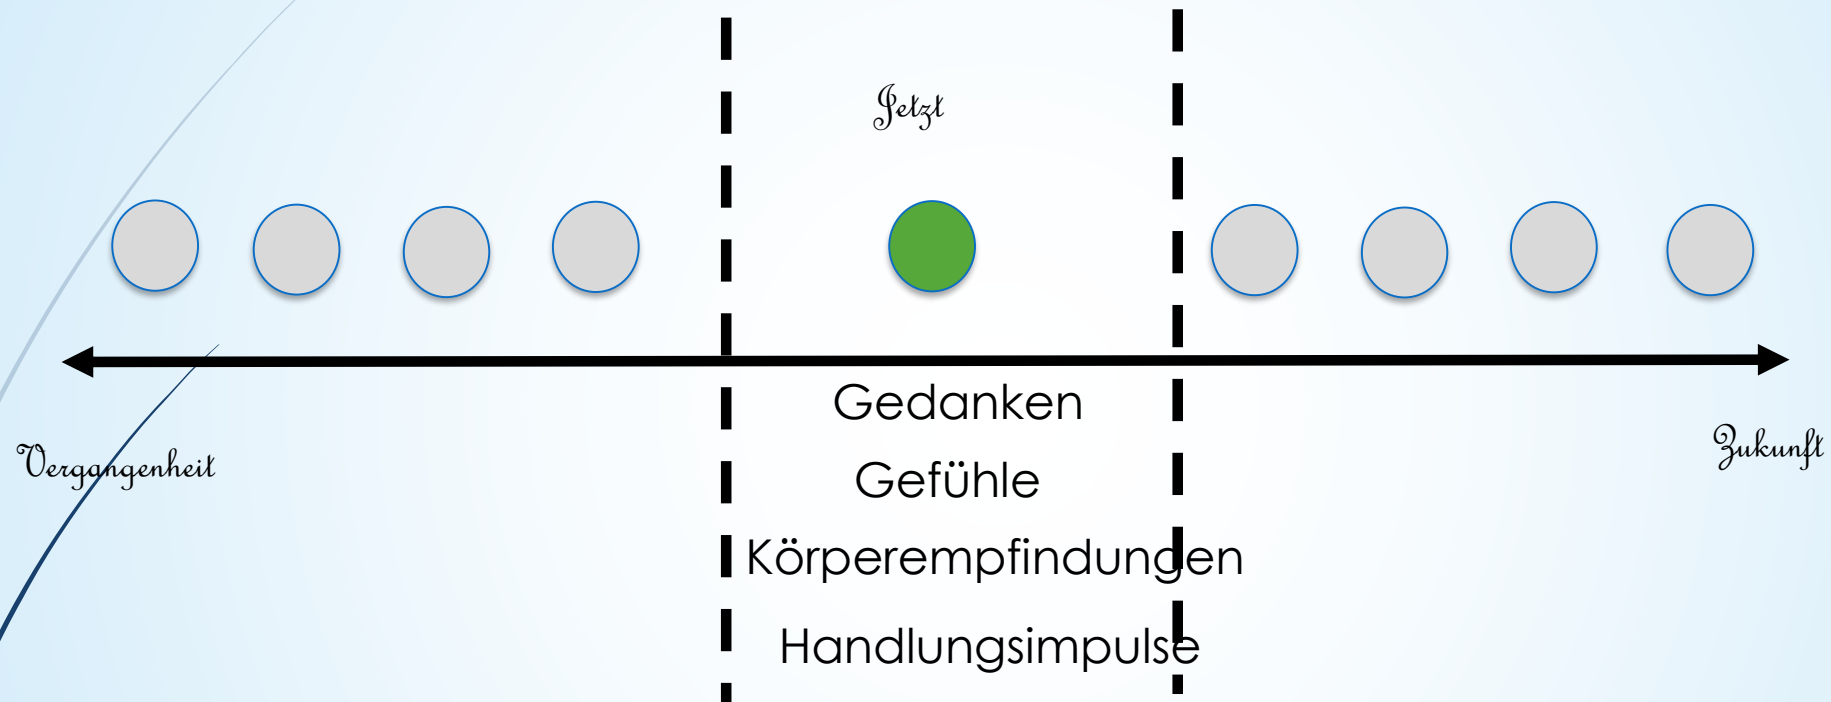 Jetzt
Gedanken
Vergangenheit
Zukunft
Gefühle
Körperempfindungen
Handlungsimpulse